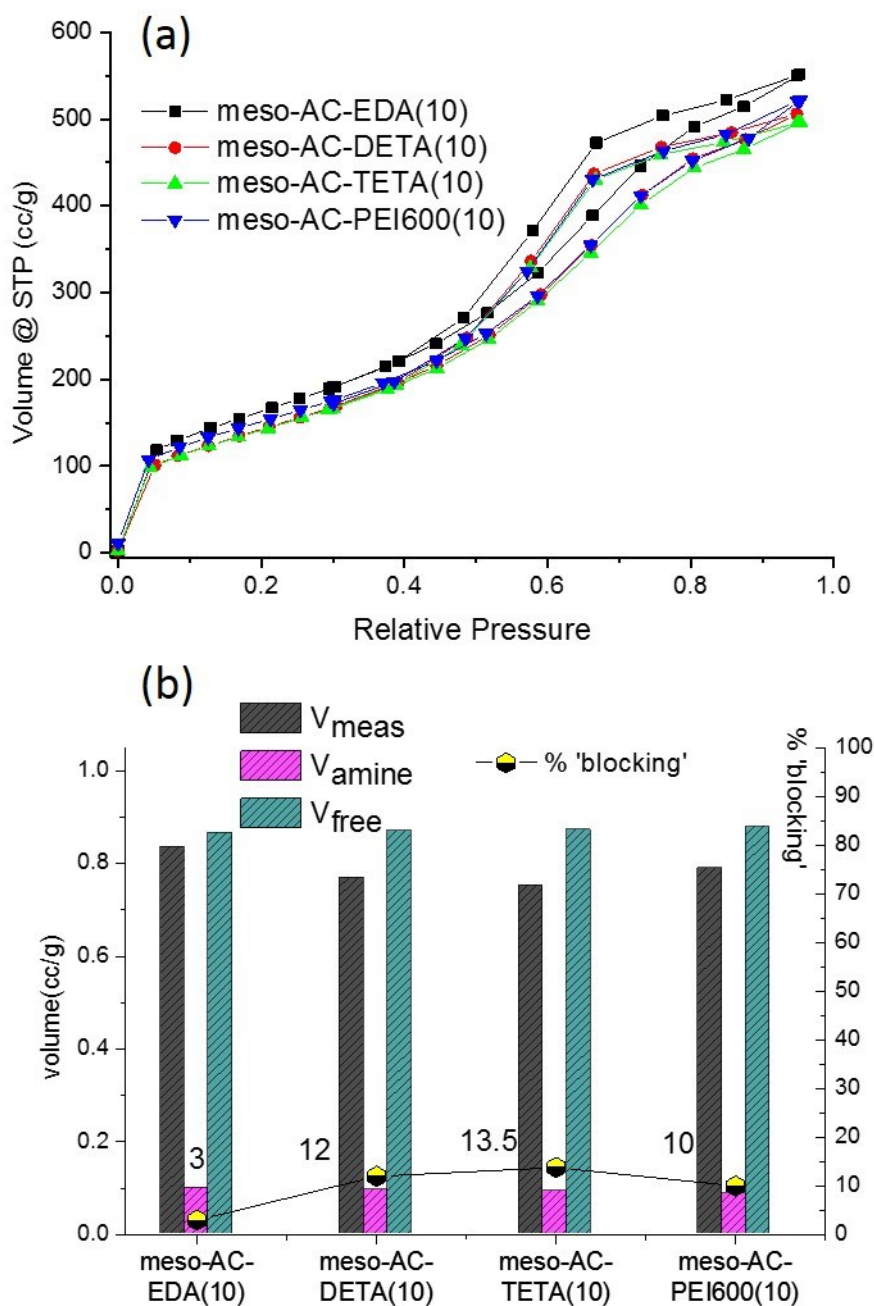 (a)
600
500
400
300
200
100
0
Volume @ STP (cc/g)
meso-AC-EDA(10)
meso-AC-DETA(10)
meso-AC-TETA(10)
meso-AC-PEI600(10)
0.0 0.2 0.4 0.6 0.8 1.0
Relative Pressure
(b)
V meas
V amine
V free
% 'blocking'
1.0
0.8
0.6
0.4
0.2
0.0
volume(cc/g)
100
90
80
70
60
50
40
30
20
10
0
% 'blocking'
3 12 13.5 10
meso-AC- meso-AC- meso-AC- meso-AC-
EDA(10) DETA(10) TETA(10) PEI600(10)